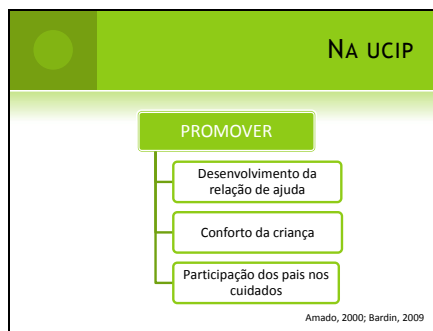 NA UCIP
PROMOVER
Desenvolvimento da
relação de ajuda
Conforto da criança
Participação dos pais nos
cuidados
Amado, 2000; Bardin, 2009